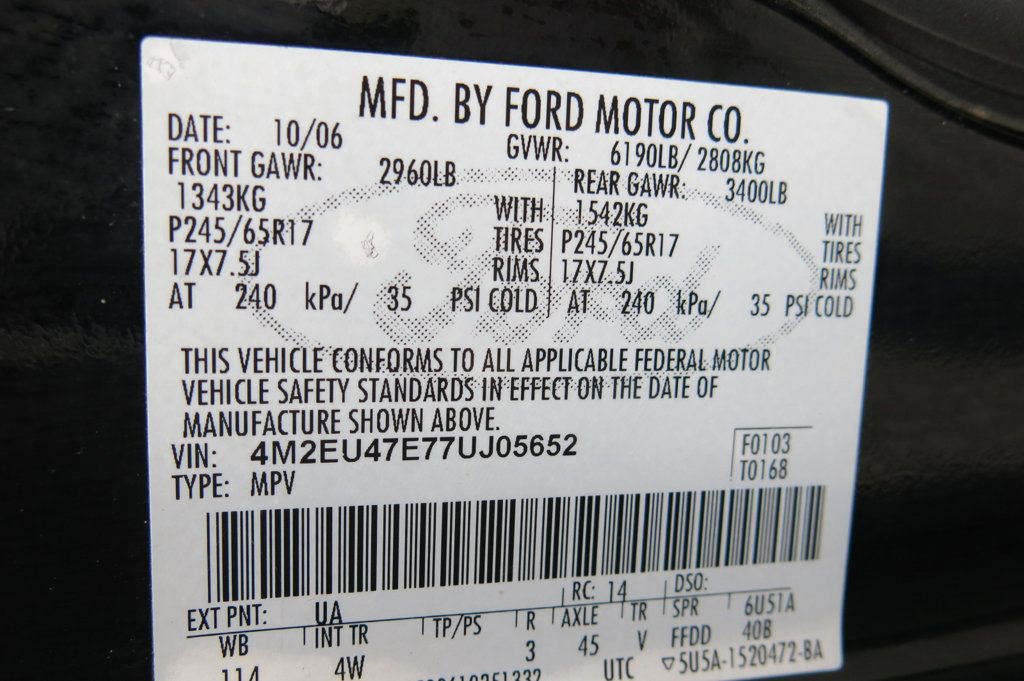 MFD. BY FORD MOTOR CO.
DATE: 10/06 GVWR: 6190LB/ 2808KG
FRONT GAWR: 2960LB REAR GAWR: 3400LB
1343KG WITH 1542KG WITH
P245/65R17 TIRES P245/65R17 TIRES
17X7.5J RIMS 17X7.5J RIMS
AT 240 kPa/ 35 PSI COLD AT 240 kPa/ 35 PSI COLD
Ford
THIS VEHICLE CONFORMS TO ALL APPLICABLE FEDERAL MOTOR
VEHICLE SAFETY STANDARDS IN EFFECT ON THE DATE OF
MANUFACTURE SHOWN ABOVE.
VIN: 4M2EU47E77UJ05652 F0103
TYPE: MPV T0168
EXT PNT: UA RC: 14 DSO:
WB INT TR TP/PS R AXLE TR SPR 6U51A
114 4W 3 45 V FFDD 40B
UTC ▽5U5A-1520472-BA